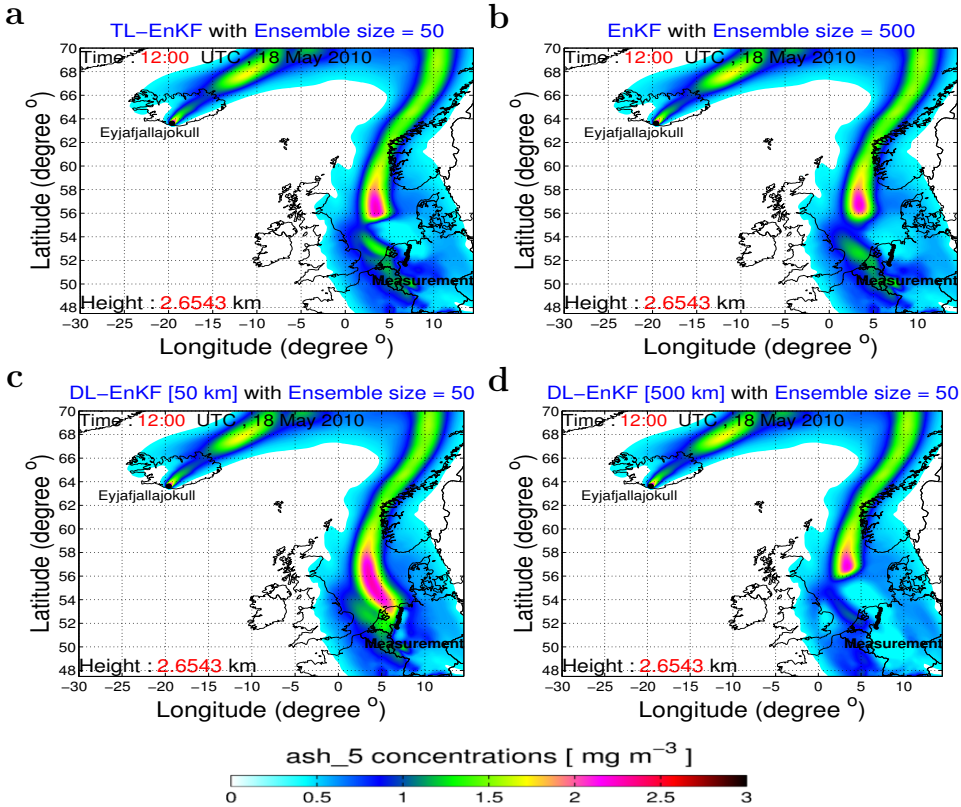 a
TL−EnKF with Ensemble size = 50
Time : 12:00 UTC , 18 May 2010
Eyjafjallajokull
Measurement
Height : 2.6543 km
Latitude (degree °)
70
68
66
64
62
60
58
56
54
52
50
48
−30 −25 −20 −15 −10 −5 0 5 10
Longitude (degree °)
b
EnKF with Ensemble size = 500
Time : 12:00 UTC , 18 May 2010
Eyjafjallajokull
Measurement
Height : 2.6543 km
Latitude (degree °)
70
68
66
64
62
60
58
56
54
52
50
48
−30 −25 −20 −15 −10 −5 0 5 10
Longitude (degree °)
c
DL−EnKF [50 km] with Ensemble size = 50
Time : 12:00 UTC , 18 May 2010
Eyjafjallajokull
Measurement
Height : 2.6543 km
Latitude (degree °)
70
68
66
64
62
60
58
56
54
52
50
48
−30 −25 −20 −15 −10 −5 0 5 10
Longitude (degree °)
d
DL−EnKF [500 km] with Ensemble size = 50
Time : 12:00 UTC , 18 May 2010
Eyjafjallajokull
Measurement
Height : 2.6543 km
Latitude (degree °)
70
68
66
64
62
60
58
56
54
52
50
48
−30 −25 −20 −15 −10 −5 0 5 10
Longitude (degree °)
ash_5 concentrations [ mg m⁻³ ]
0 0.5 1 1.5 2 2.5 3